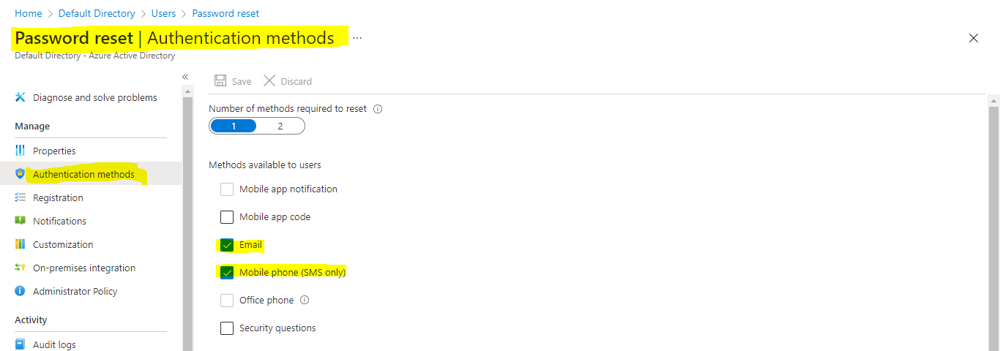 Home > Default Directory > Users > Password reset
Password reset | Authentication methods ...
Default Directory - Azure Active Directory
«
Diagnose and solve problems
Manage
Properties
Authentication methods
Registration
Notifications
Customization
On-premises integration
Administrator Policy
Activity
Audit logs
Save Discard
Number of methods required to reset
1 2
Methods available to users
Mobile app notification
Mobile app code
Email
Mobile phone (SMS only)
Office phone
Security questions